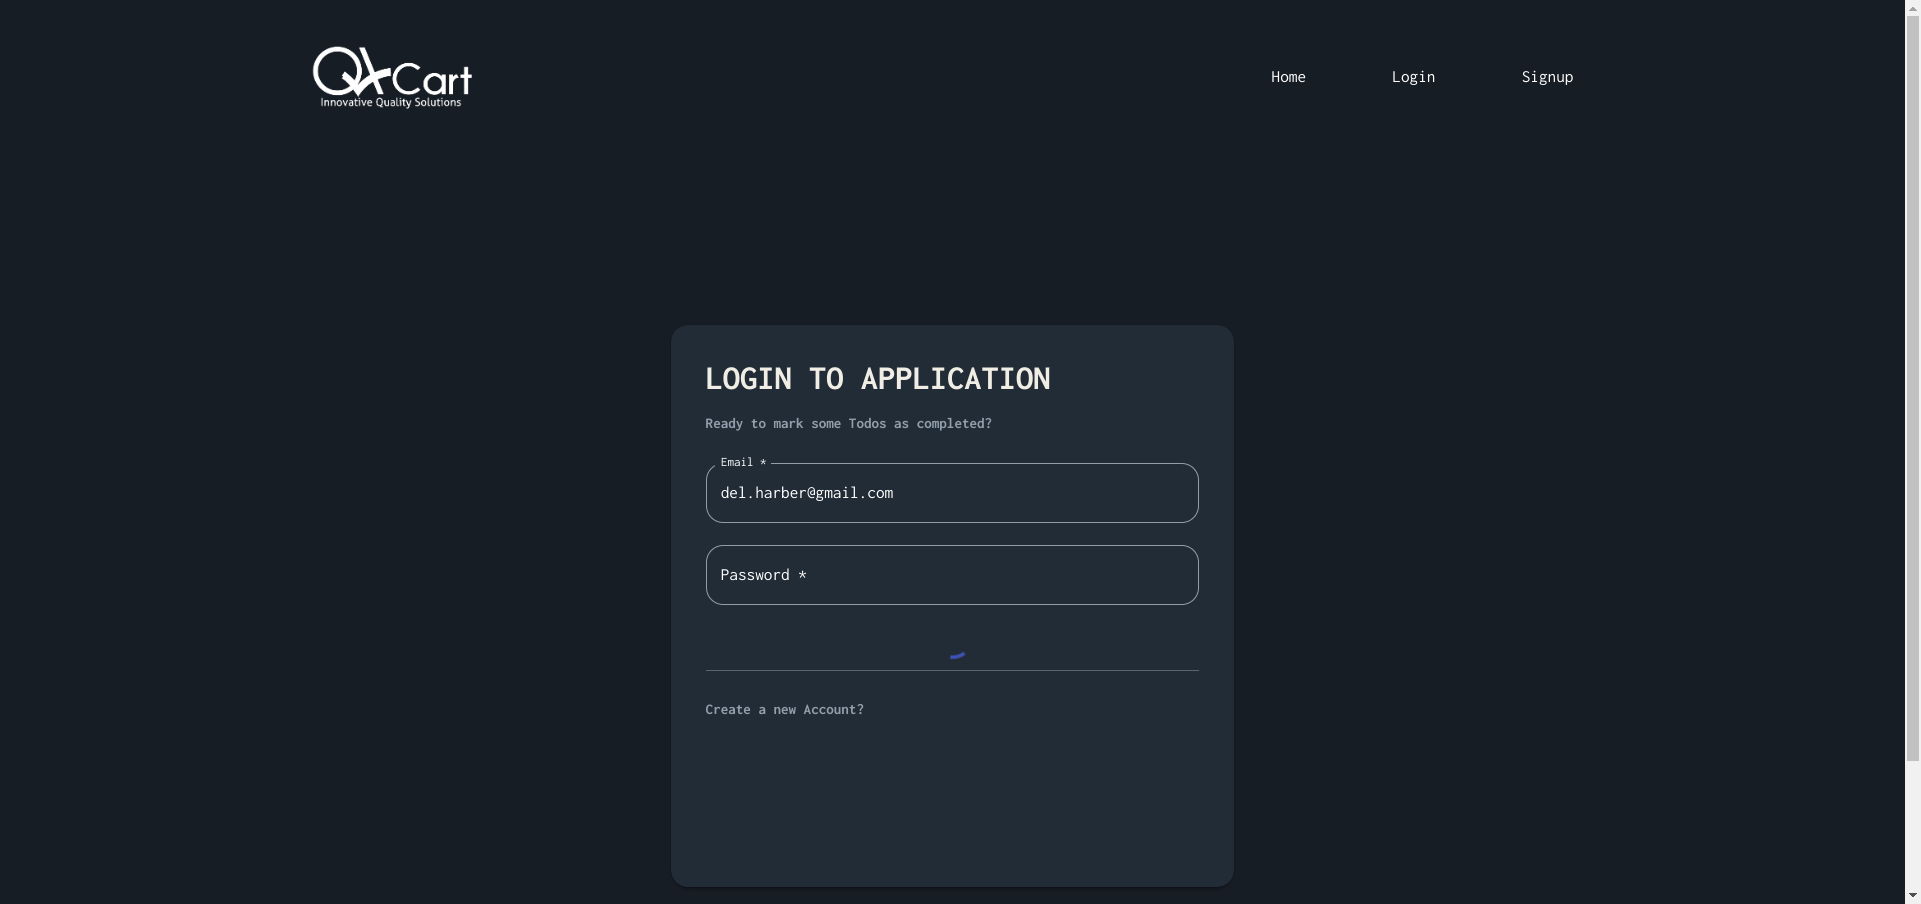 QKCart
Innovative Quality Solutions
Home
Login
Signup
LOGIN TO APPLICATION
Ready to mark some Todos as completed?
Email *
del.harber@gmail.com
Password *
Create a new Account?